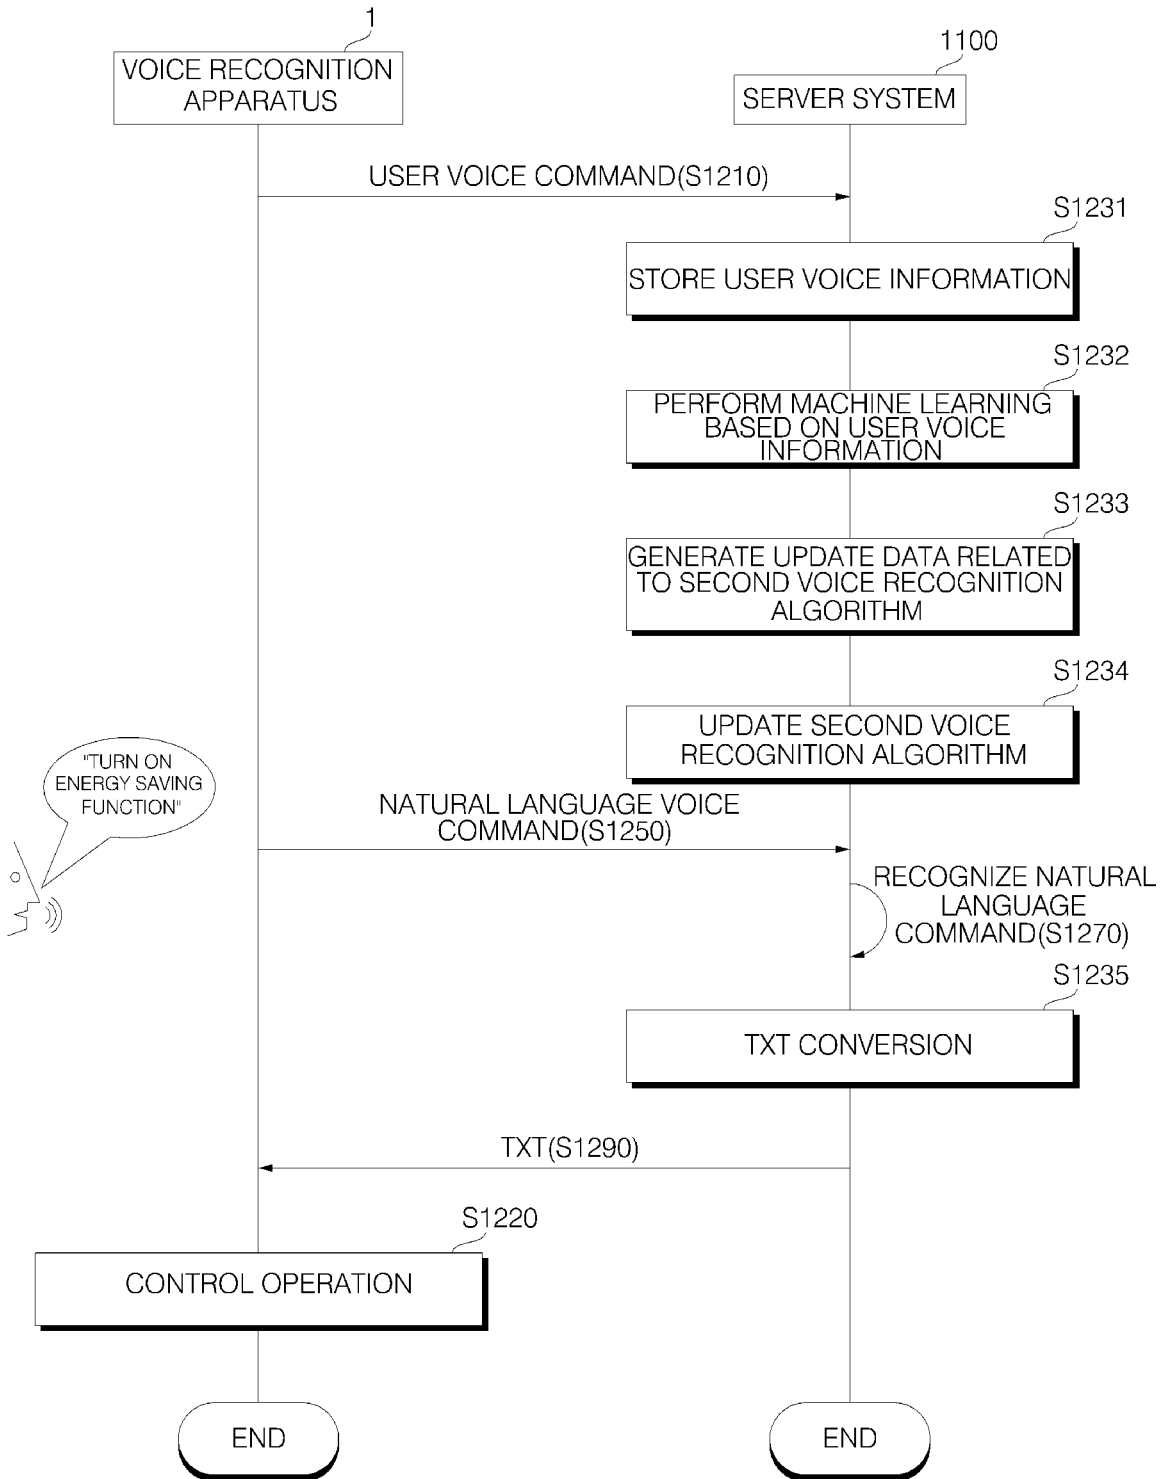 1
VOICE RECOGNITION
APPARATUS
1100
SERVER SYSTEM
USER VOICE COMMAND(S1210)
S1231
STORE USER VOICE INFORMATION
S1232
PERFORM MACHINE LEARNING
BASED ON USER VOICE
INFORMATION
S1233
GENERATE UPDATE DATA RELATED
TO SECOND VOICE RECOGNITION
ALGORITHM
S1234
UPDATE SECOND VOICE
RECOGNITION ALGORITHM
"TURN ON
ENERGY SAVING
FUNCTION"
NATURAL LANGUAGE VOICE
COMMAND(S1250)
RECOGNIZE NATURAL
LANGUAGE
COMMAND(S1270)
S1235
TXT CONVERSION
TXT(S1290)
S1220
CONTROL OPERATION
END
END